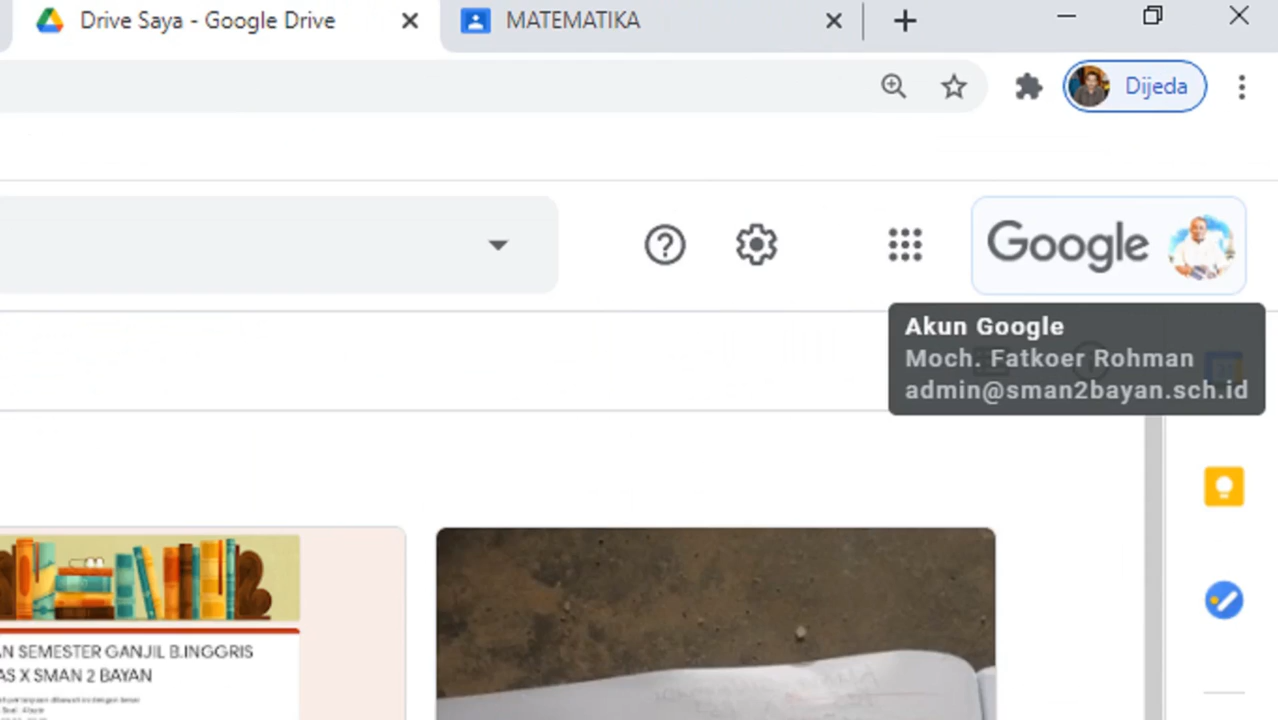 Drive Saya - Google Drive
MATEMATIKA
Dijeda
Google
Akun Google
Moch. Fatkoer Rohman
admin@sman2bayan.sch.id
AN SEMESTER GANJIL B.INGGRIS
AS X SMAN 2 BAYAN